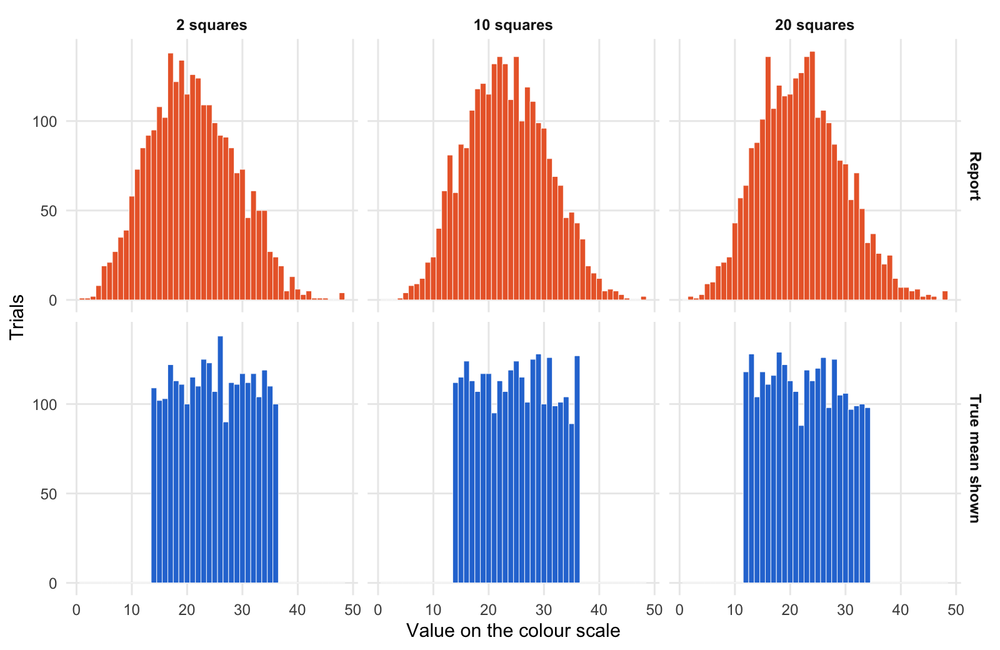 2 squares
10 squares
20 squares
Report
100
50
0
True mean shown
100
50
0
Trials
0 10 20 30 40 50
0 10 20 30 40 50
0 10 20 30 40 50
Value on the colour scale